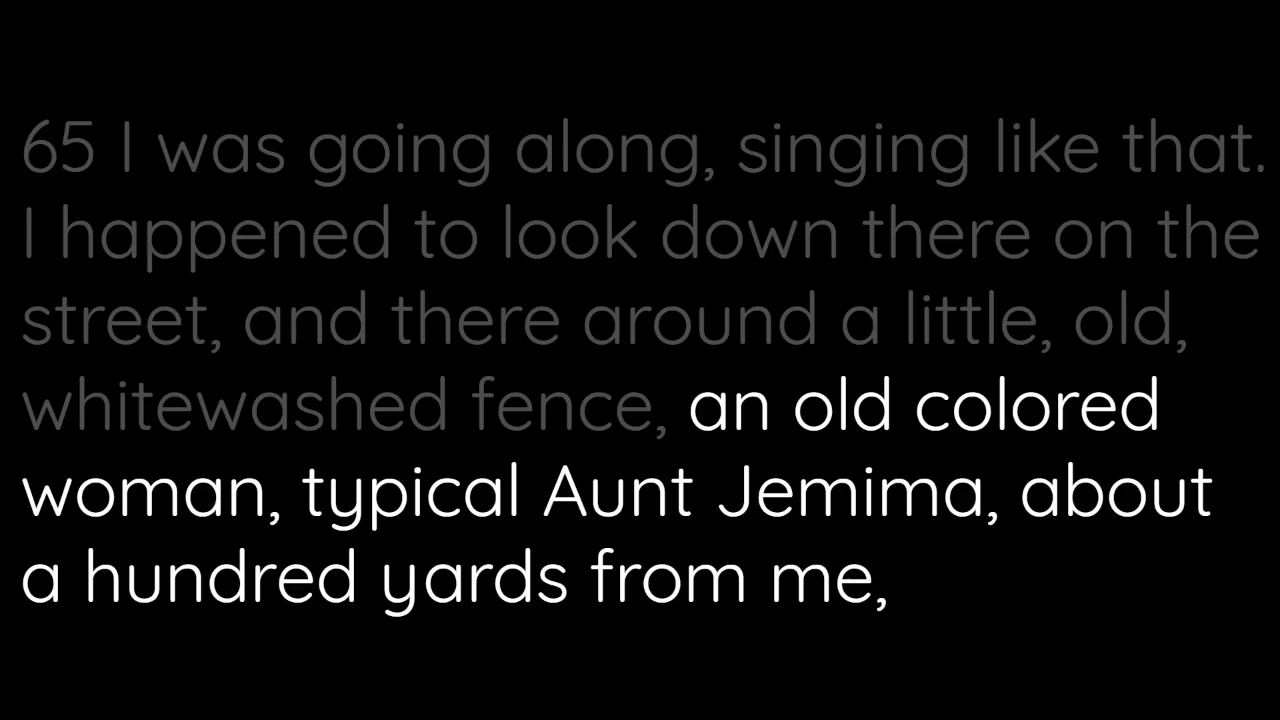 65 I was going along, singing like that.
I happened to look down there on the
street, and there around a little, old,
whitewashed fence, an old colored
woman, typical Aunt Jemima, about
a hundred yards from me,